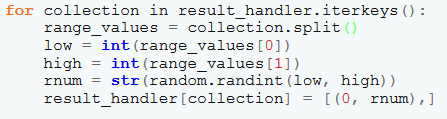 for collection in result_handler.iterkeys():
    range_values = collection.split()
    low = int(range_values[0])
    high = int(range_values[1])
    rnum = str(random.randint(low, high))
    result_handler[collection] = [(0, rnum),]